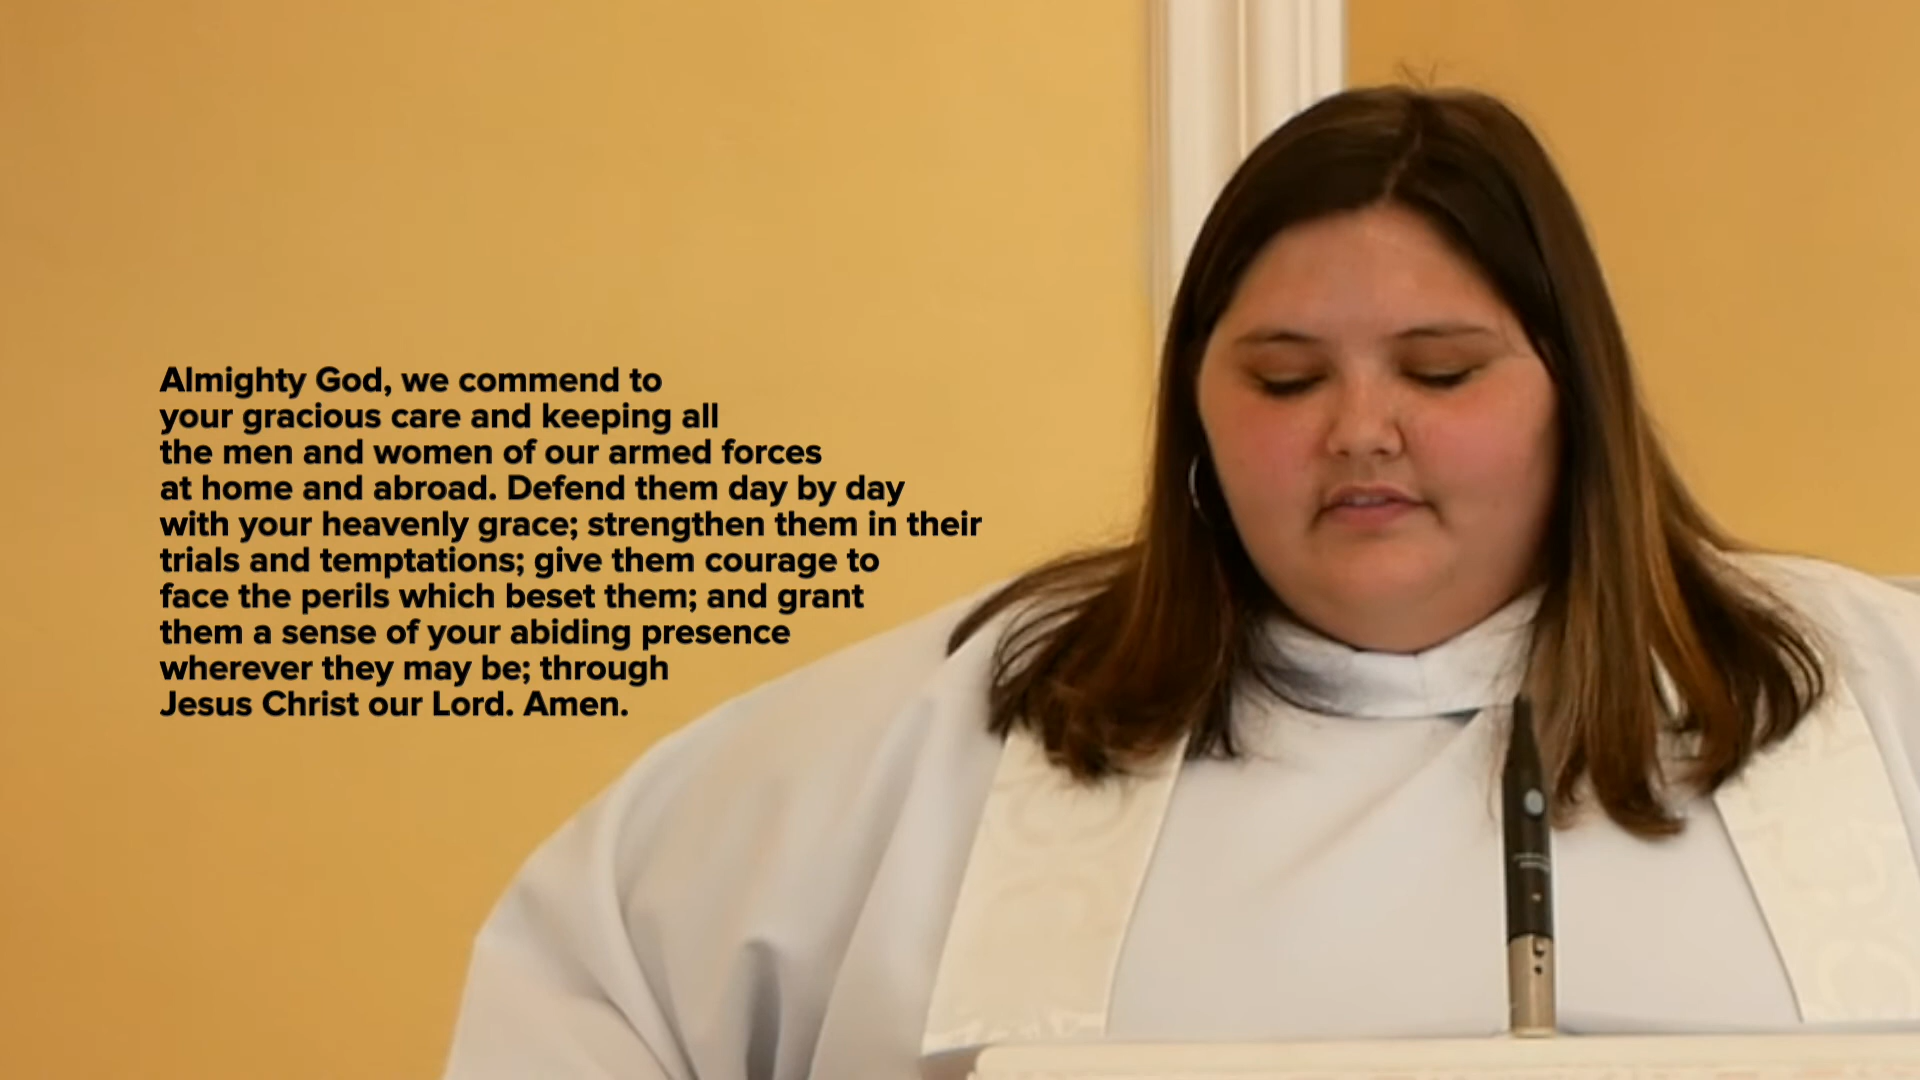 Almighty God, we commend to
your gracious care and keeping all
the men and women of our armed forces
at home and abroad. Defend them day by day
with your heavenly grace; strengthen them in their
trials and temptations; give them courage to
face the perils which beset them; and grant
them a sense of your abiding presence
wherever they may be; through
Jesus Christ our Lord. Amen.